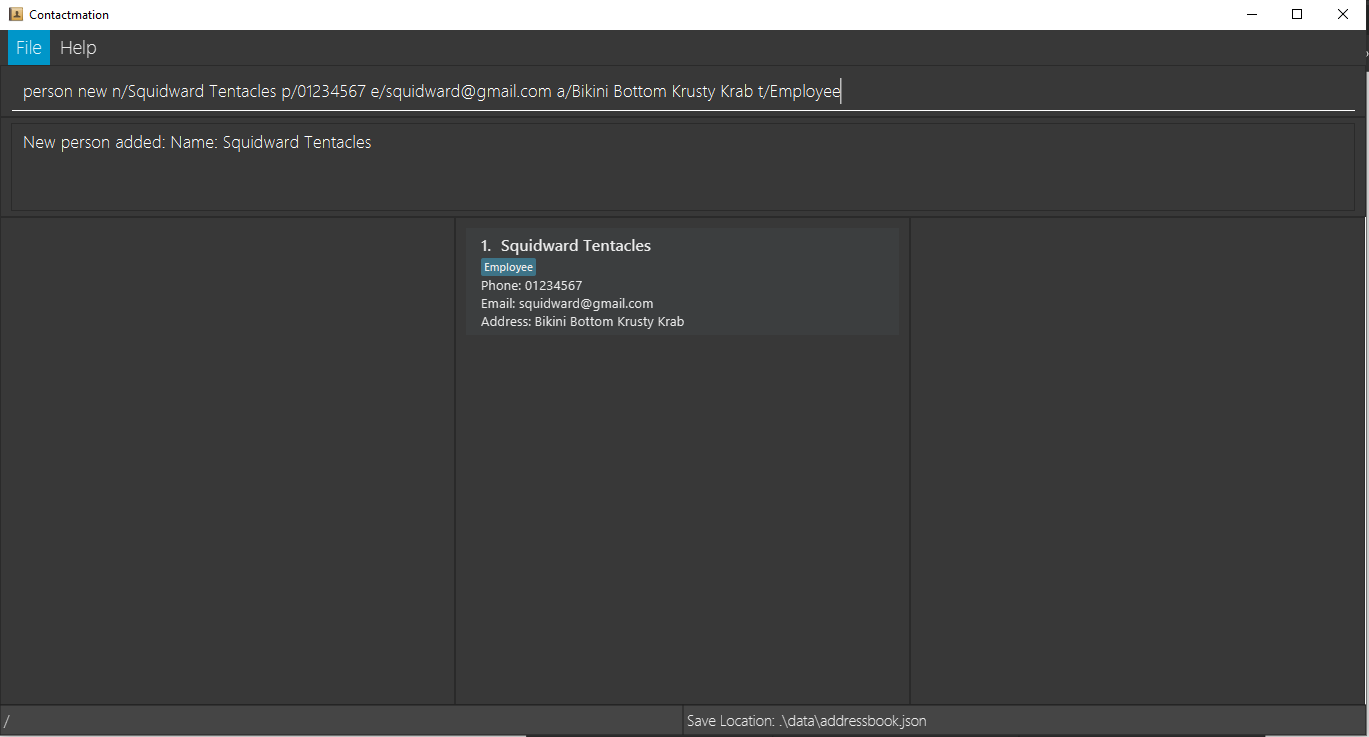 Contactmation
File Help
person new n/Squidward Tentacles p/01234567 e/squidward@gmail.com a/Bikini Bottom Krusty Krab t/Employee
New person added: Name: Squidward Tentacles
1. Squidward Tentacles
Employee
Phone: 01234567
Email: squidward@gmail.com
Address: Bikini Bottom Krusty Krab
/
Save Location: .\data\addressbook.json